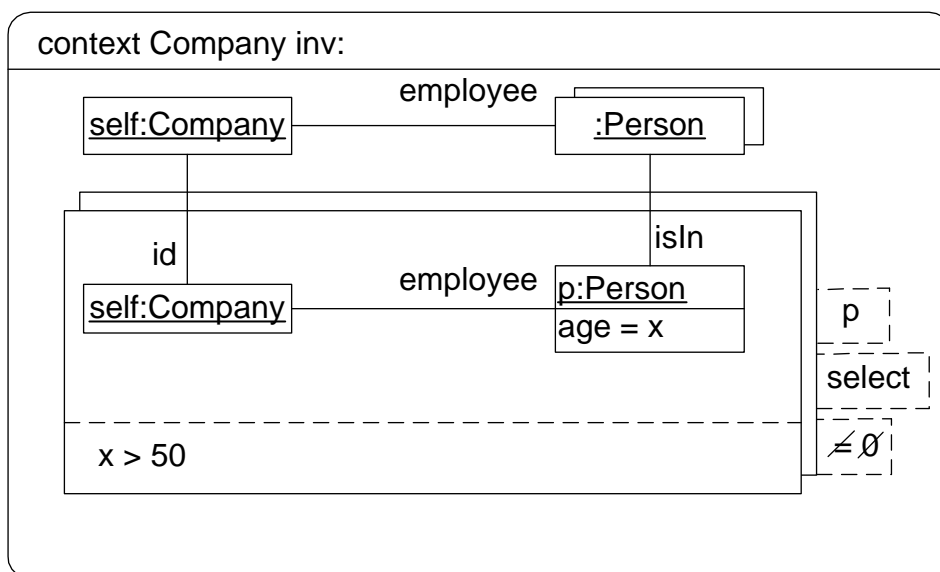 context Company inv:
employee
self:Company
:Person
id
isIn
self:Company
employee
p:Person
age = x
p
select
≠ ∅
x > 50